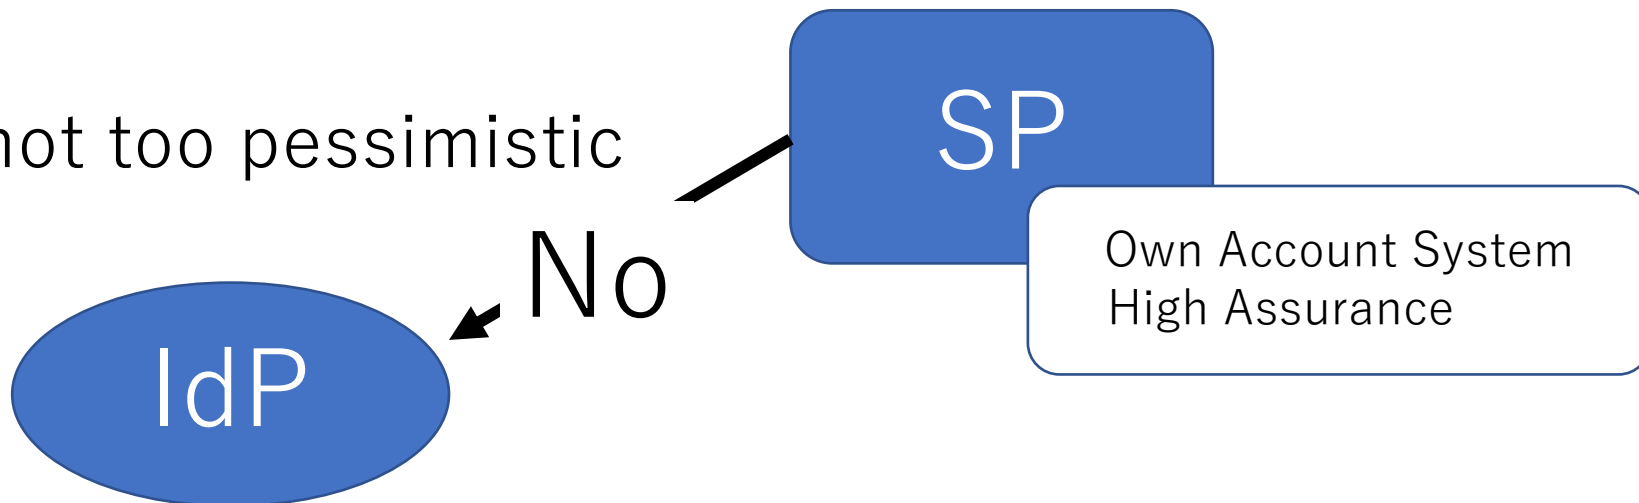 not too pessimistic
SP
No
Own Account System
High Assurance
IdP